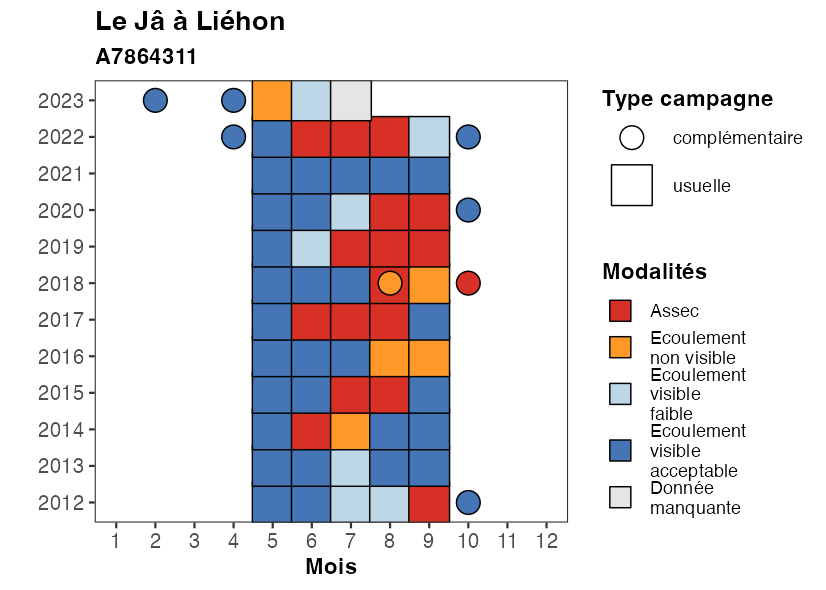 Le Jâ à Liéhon
A7864311
2023
2022
2021
2020
2019
2018
2017
2016
2015
2014
2013
2012
1 2 3 4 5 6 7 8 9 10 11 12
Mois
Type campagne
complémentaire
usuelle
Modalités
Assec
Ecoulement
non visible
Ecoulement
visible
faible
Ecoulement
visible
acceptable
Donnée
manquante